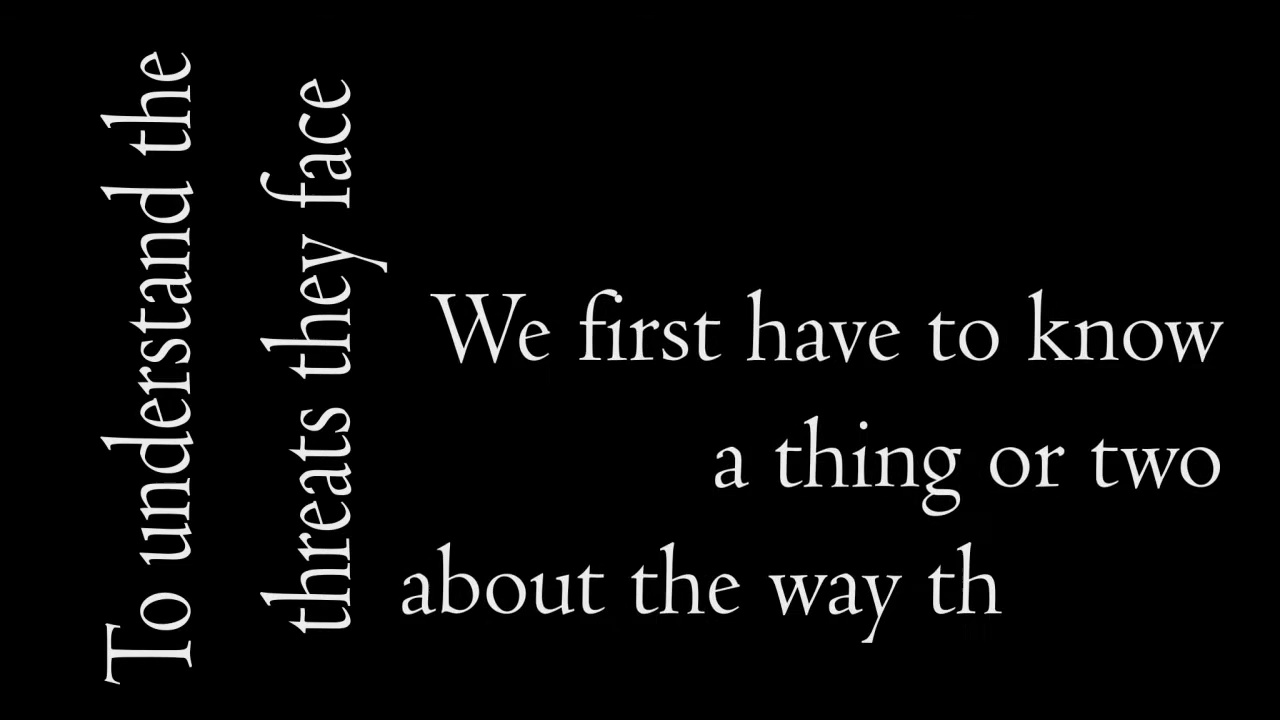 To understand the
threats they face
We first have to know
a thing or two
about the way th